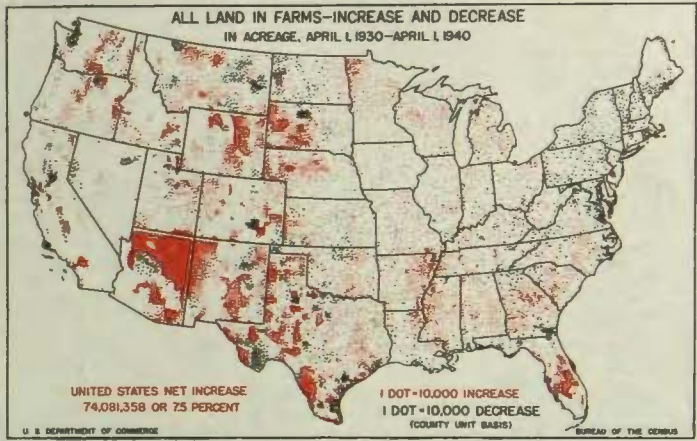 ALL LAND IN FARMS-INCREASE AND DECREASE
IN ACREAGE, APRIL 1, 1930-APRIL 1, 1940
UNITED STATES NET INCREASE
74,081,358 OR 7.5 PERCENT
1 DOT=10,000 INCREASE
1 DOT=10,000 DECREASE
(COUNTY UNIT BASIS)
U. S. DEPARTMENT OF COMMERCE
BUREAU OF THE CENSUS